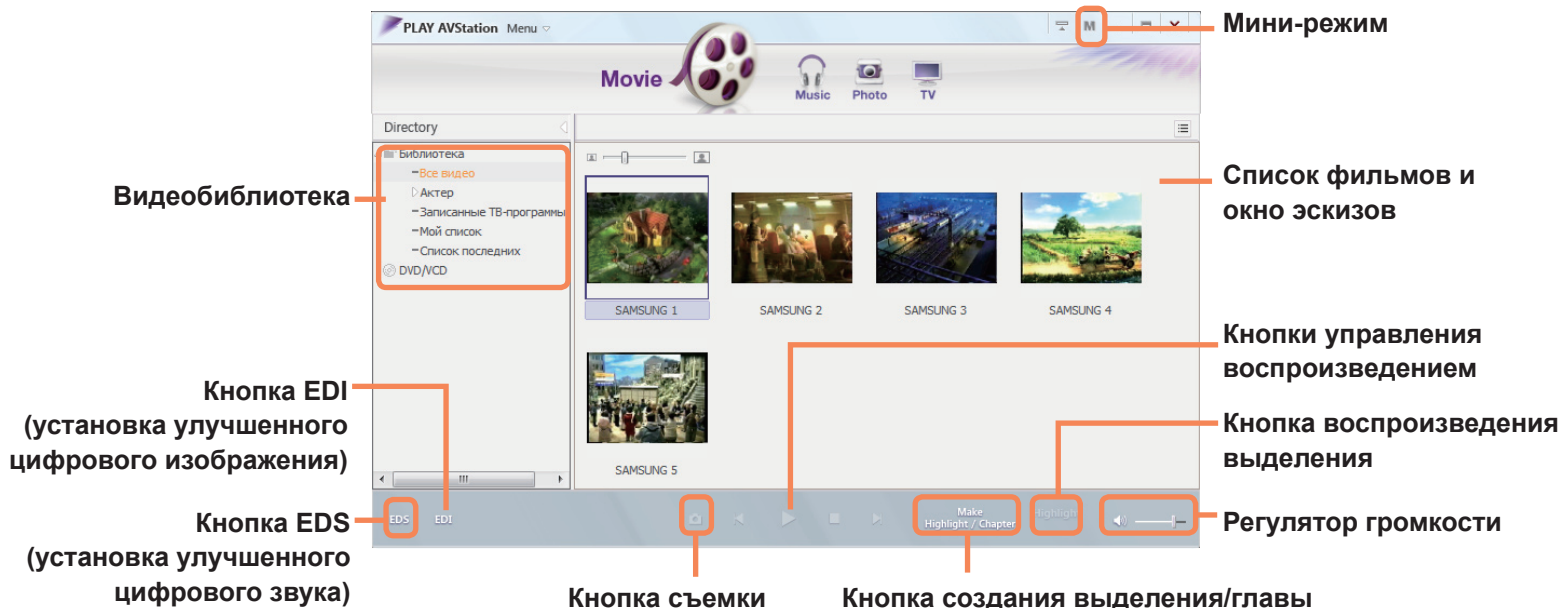 PLAY AVStation Menu
M
Мини-режим
Movie
Music
Photo
TV
Directory
Библиотека
Все видео
Актер
Записанные ТВ-программы
Мой список
Список последних
DVD/VCD
Видеобиблиотека
Список фильмов и
окно эскизов
SAMSUNG 1
SAMSUNG 2
SAMSUNG 3
SAMSUNG 4
SAMSUNG 5
Кнопки управления
воспроизведением
Кнопка воспроизведения
выделения
Кнопка EDI
(установка улучшенного
цифрового изображения)
EDS
EDI
Make
Highlight / Chapter
Highlight
Регулятор громкости
Кнопка EDS
(установка улучшенного
цифрового звука)
Кнопка съемки
Кнопка создания выделения/главы